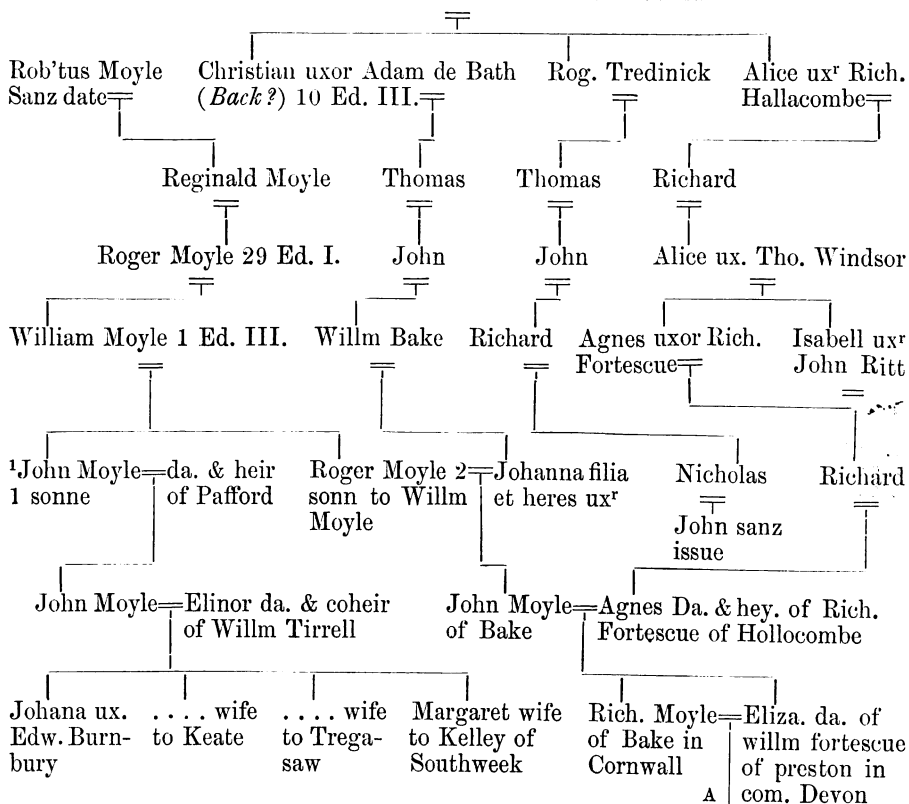 Rob'tus Moyle
Sanz date
Christian uxor Adam de Bath
(Back?) 10 Ed. III.
Rog. Tredinick
Alice uxʳ Rich.
Hallacombe
Reginald Moyle
Thomas
Thomas
Richard
Roger Moyle 29 Ed. I.
John
John
Alice ux. Tho. Windsor
William Moyle 1 Ed. III.
Willm Bake
Richard
Agnes uxor Rich.
Fortescue
Isabell uxʳ
John Ritt
¹John Moyle
1 sonne
da. & heir
of Pafford
Roger Moyle 2
sonn to Willm
Moyle
Johanna filia
et heres uxʳ
Nicholas
Richard
John sanz
issue
John Moyle
Elinor da. & coheir
of Willm Tirrell
John Moyle
of Bake
Agnes Da. & hey. of Rich.
Fortescue of Hollocombe
Johana ux.
Edw. Burn-
bury
.... wife
to Keate
.... wife
to Trega-
saw
Margaret wife
to Kelley of
Southweek
Rich. Moyle
of Bake in
Cornwall
Eliza. da. of
willm fortescue
of preston in
com. Devon
A